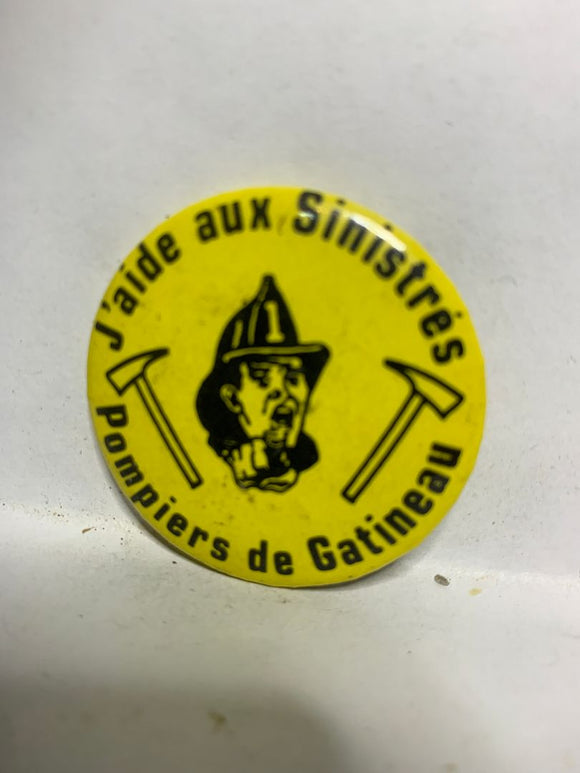 J'aide aux Sinistrés
1
Pompiers de Gatineau